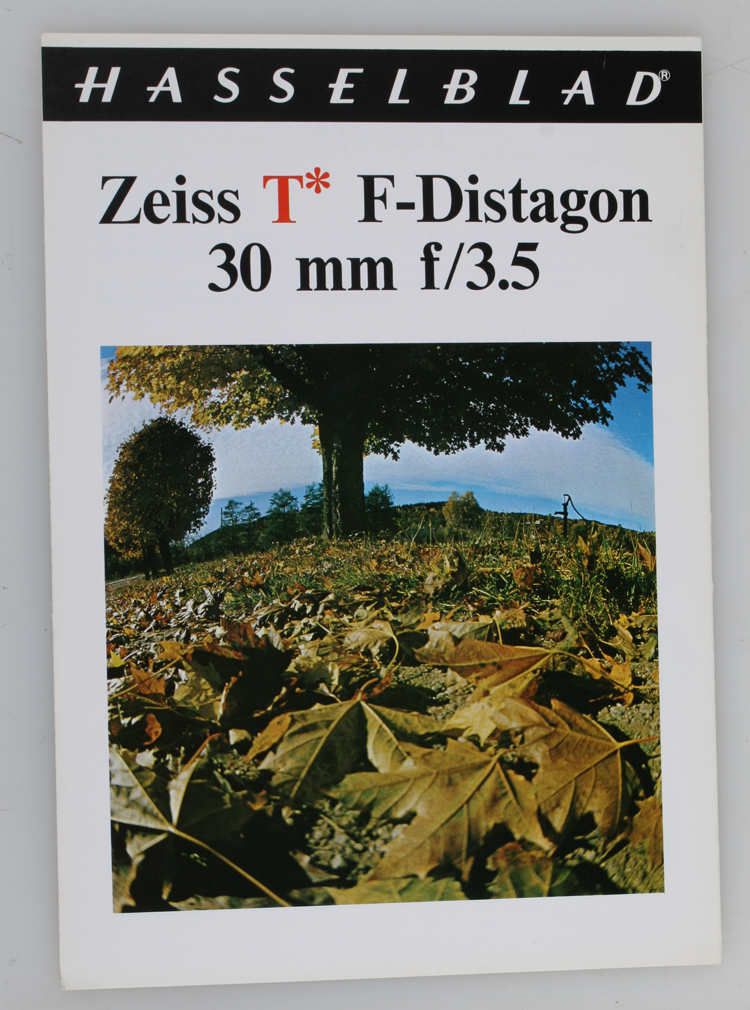 HASSELBLAD®
Zeiss T* F-Distagon
30 mm f/3.5